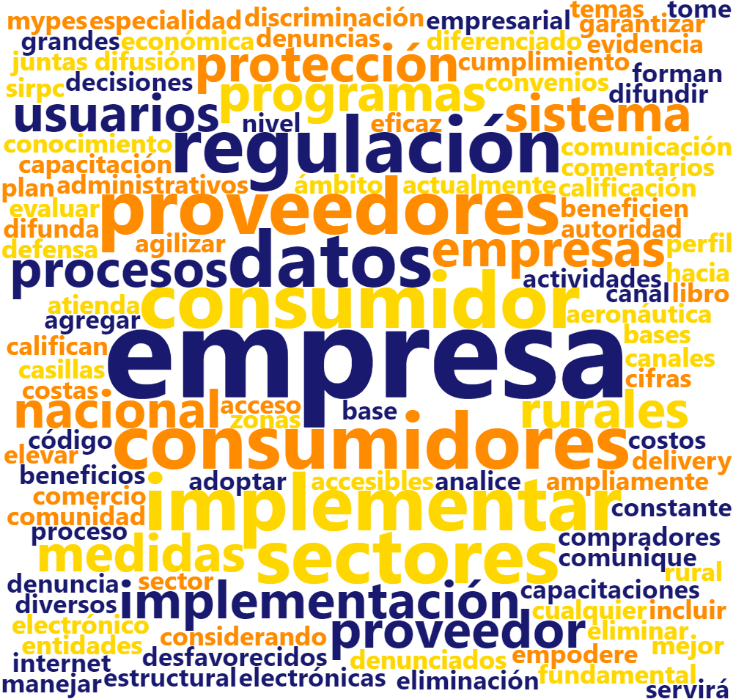 mypes especialidad discriminación empresarial temas tome
grandes económica denuncias diferenciado garantizar
juntas difusión protección cumplimiento evidencia
sirpc decisiones programas convenios forman
usuarios nivel eficaz sistema difundir
conocimiento regulación comunicación
capacitación comentarios
plan administrativos ámbito actualmente calificación
evaluar proveedores beneficien
difunda autoridad
defensa agilizar datos empresas perfil
procesos consumidor actividades hacia
atienda canal libro
agregar aeronáutica
califican empresa bases
casillas canales
costas cifras
nacional acceso base rurales
zonas
código consumidores costos
elevar delivery
beneficios adoptar accesibles analice ampliamente
comercio implementar constante
comunidad
proceso compradores
medidas sectores comunique
rural
denuncia sector implementación capacitaciones
diversos cualquier incluir
electrónico considerando proveedor eliminar
entidades mejor
internet desfavorecidos denunciados empodere
manejar estructural electrónicas eliminación fundamental
servirá